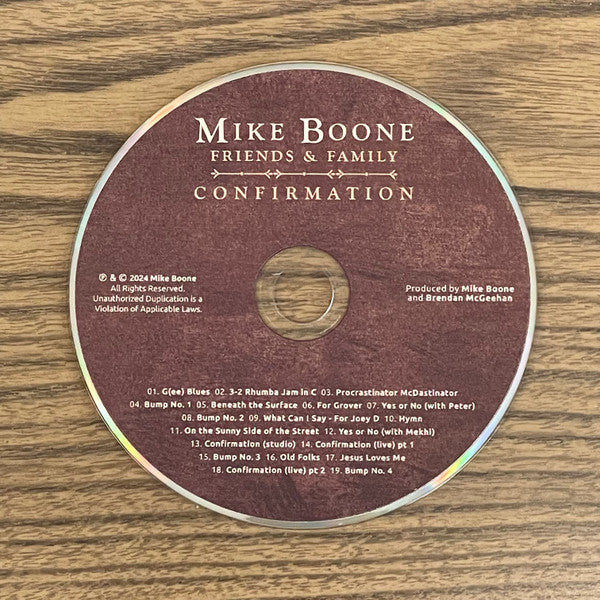 MIKE BOONE
FRIENDS & FAMILY
CONFIRMATION
℗ & © 2024 Mike Boone
All Rights Reserved.
Unauthorized Duplication is a
Violation of Applicable Laws.
Produced by Mike Boone
and Brendan McGeehan
01. G(ee) Blues 02. 3-2 Rhumba Jam in C 03. Procrastinator McDastinator
04. Bump No. 1 05. Beneath the Surface 06. For Grover 07. Yes or No (with Peter)
08. Bump No. 2 09. What Can I Say - For Joey D 10. Hymn
11. On the Sunny Side of the Street 12. Yes or No (with Mekhi)
13. Confirmation (studio) 14. Confirmation (live) pt 1
15. Bump No. 3 16. Old Folks 17. Jesus Loves Me
18. Confirmation (live) pt 2 19. Bump No. 4